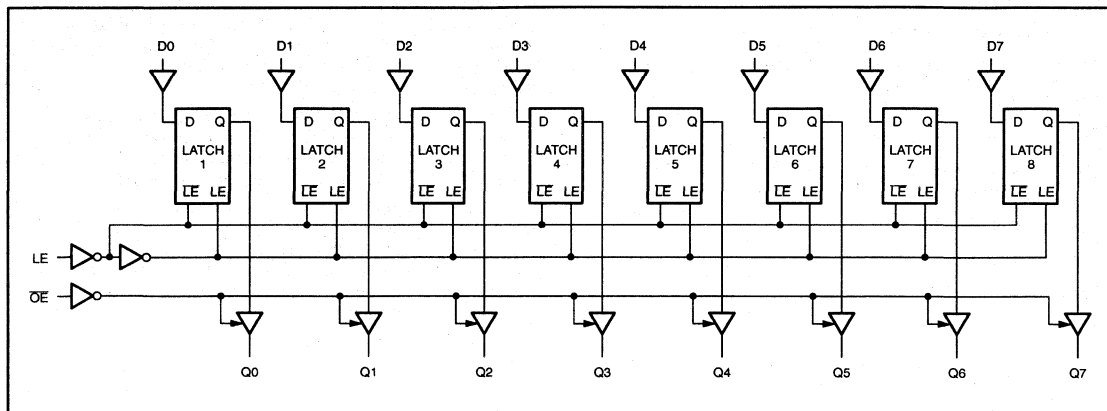 D0 D1 D2 D3 D4 D5 D6 D7
D Q D Q D Q D Q D Q D Q D Q D Q
LATCH LATCH LATCH LATCH LATCH LATCH LATCH LATCH
1 2 3 4 5 6 7 8
L̅E̅ LE L̅E̅ LE L̅E̅ LE L̅E̅ LE L̅E̅ LE L̅E̅ LE L̅E̅ LE L̅E̅ LE
LE
O̅E̅
Q0 Q1 Q2 Q3 Q4 Q5 Q6 Q7